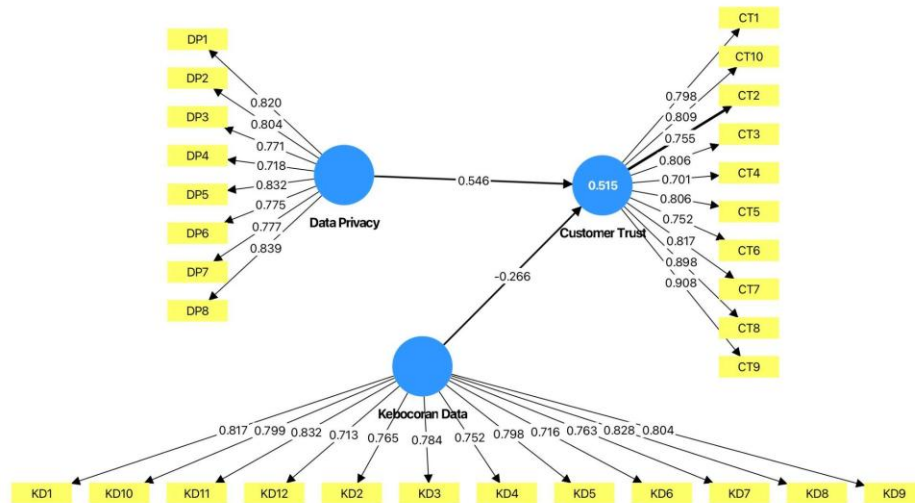 DP1
DP2
DP3
DP4
DP5
DP6
DP7
DP8
0.820
0.804
0.771
0.718
0.832
0.775
0.777
0.839
Data Privacy
0.546
-0.266
0.515
Customer Trust
0.798
0.809
0.755
0.806
0.701
0.806
0.752
0.817
0.898
0.908
CT1
CT10
CT2
CT3
CT4
CT5
CT6
CT7
CT8
CT9
Kebocoran Data
0.817 0.799 0.832 0.713 0.765 0.784 0.752 0.798 0.716 0.763 0.828 0.804
KD1 KD10 KD11 KD12 KD2 KD3 KD4 KD5 KD6 KD7 KD8 KD9